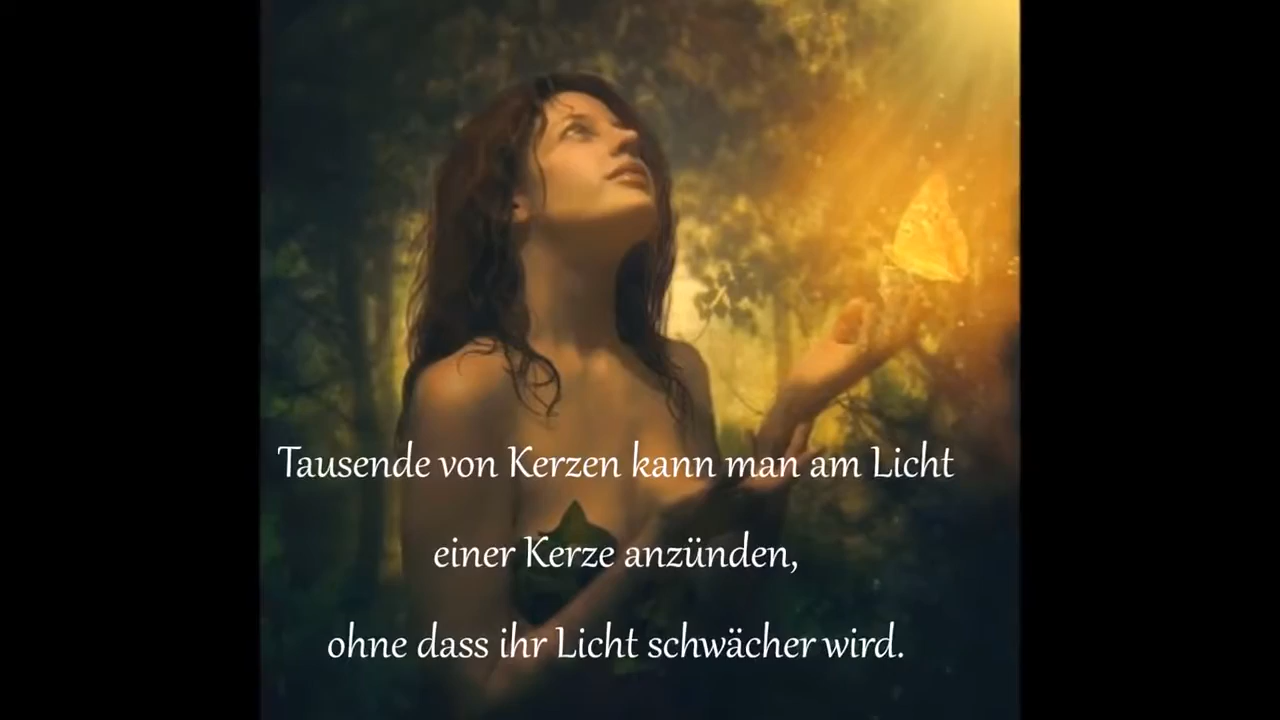 Tausende von Kerzen kann man am Licht
einer Kerze anzünden,
ohne dass ihr Licht schwächer wird.